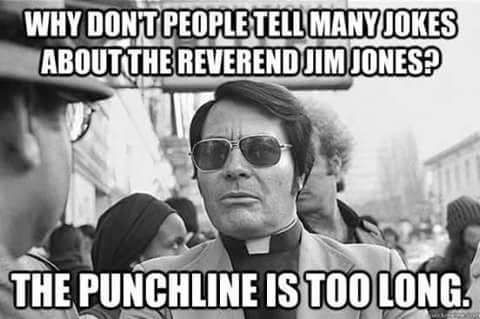 WHY DON'T PEOPLE TELL MANY JOKES
ABOUT THE REVEREND JIM JONES?
THE PUNCHLINE IS TOO LONG.